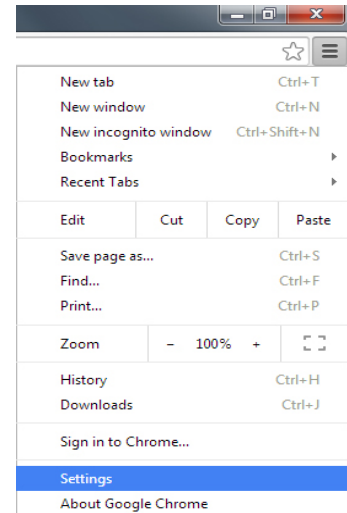 New tab Ctrl+T
New window Ctrl+N
New incognito window Ctrl+Shift+N
Bookmarks
Recent Tabs
Edit Cut Copy Paste
Save page as... Ctrl+S
Find... Ctrl+F
Print... Ctrl+P
Zoom − 100% +
History Ctrl+H
Downloads Ctrl+J
Sign in to Chrome...
Settings
About Google Chrome